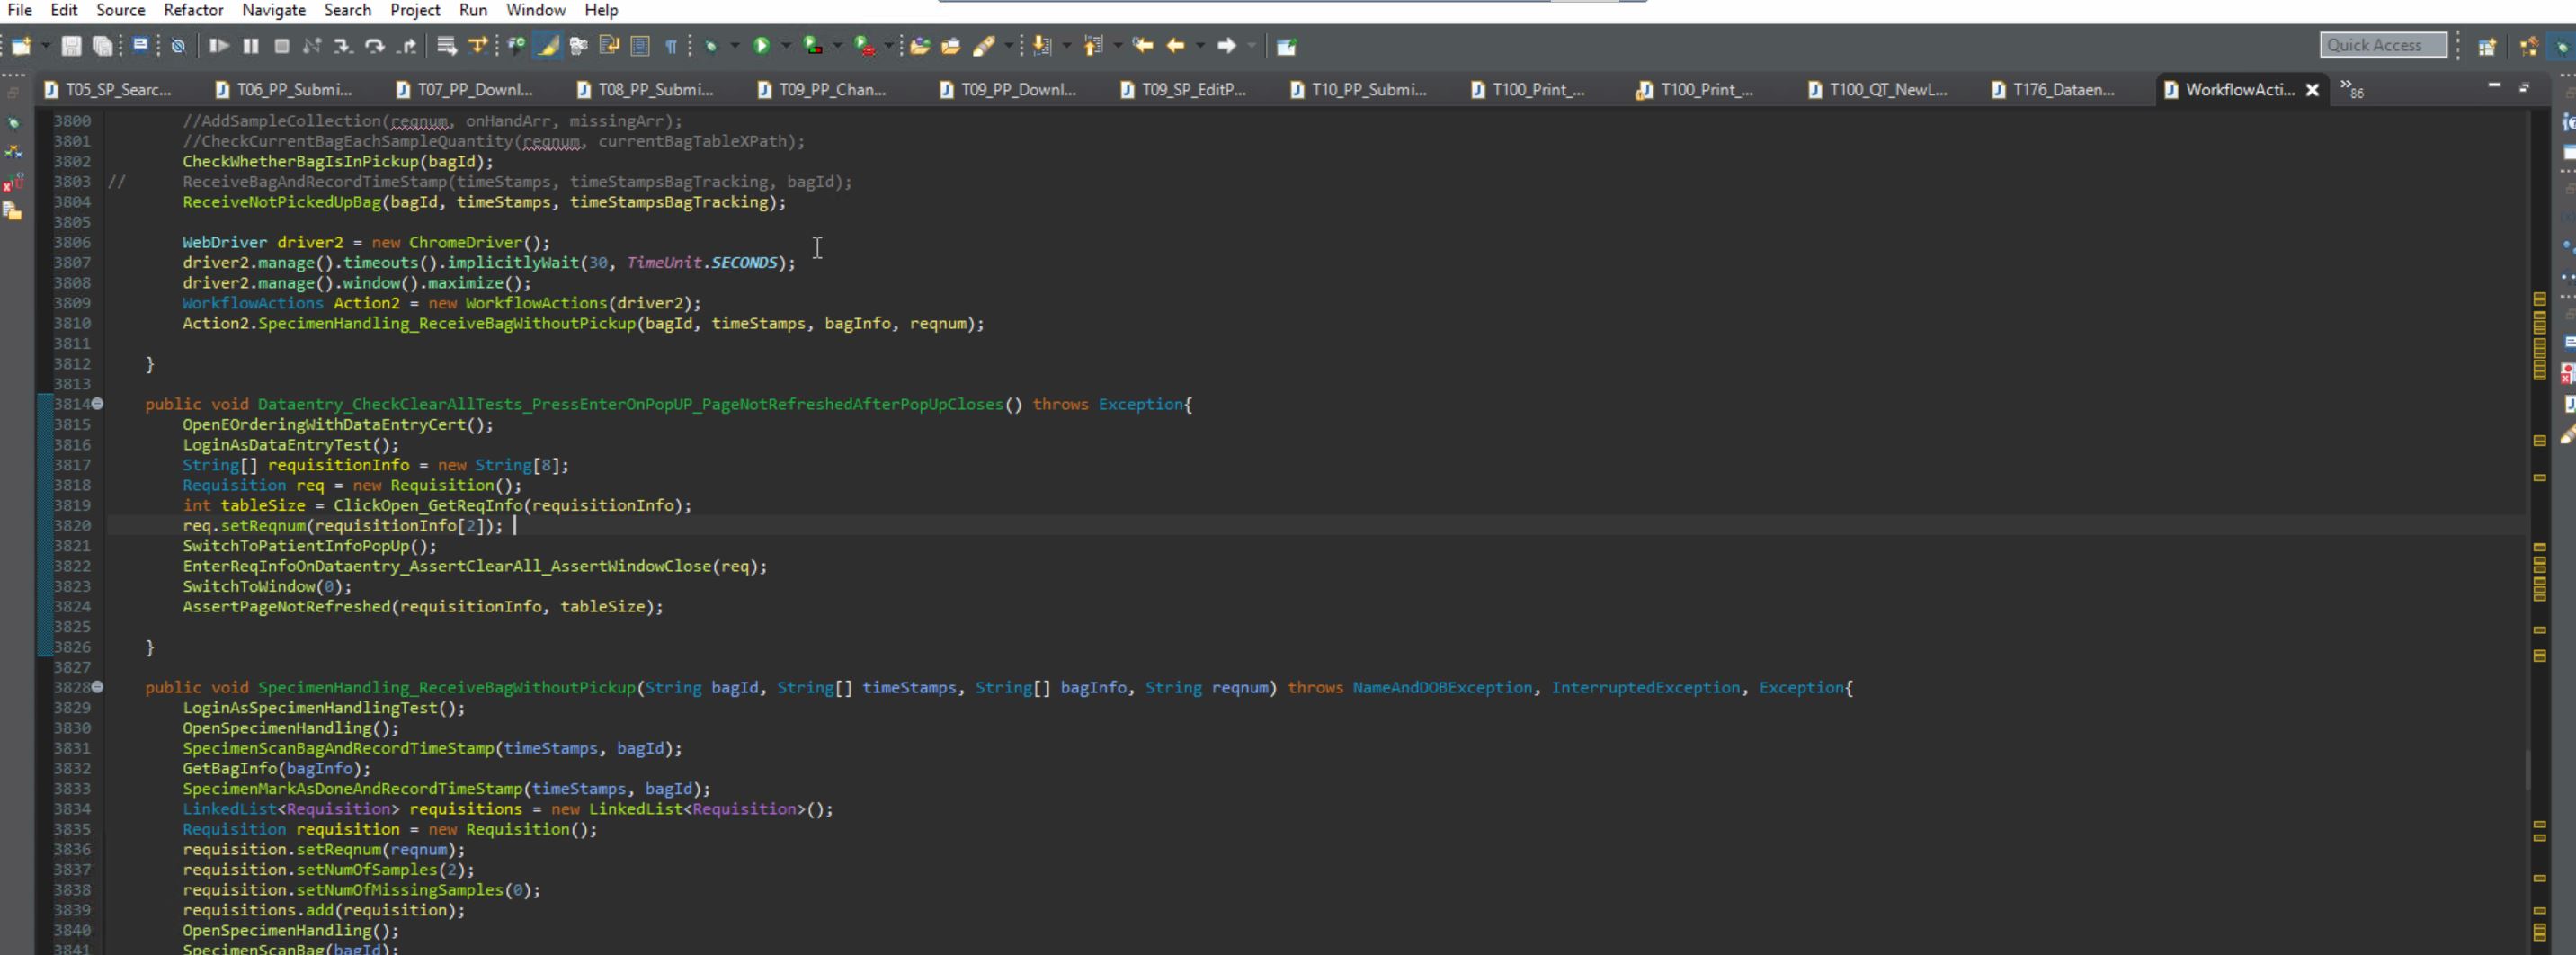 File Edit Source Refactor Navigate Search Project Run Window Help
Quick Access
T05_SP_Searc... T06_PP_Submi... T07_PP_Downl... T08_PP_Submi... T09_PP_Chan... T09_PP_Downl... T09_SP_EditP... T10_PP_Submi... T100_Print_... T100_Print_... T100_QT_NewL... T176_Dataen... WorkflowActi... »86
3800 //AddSampleCollection(reqnum, onHandArr, missingArr);
3801 //CheckCurrentBagEachSampleQuantity(reqnum, currentBagTableXPath);
3802 CheckWhetherBagIsInPickup(bagId);
3803 // ReceiveBagAndRecordTimeStamp(timeStamps, timeStampsBagTracking, bagId);
3804 ReceiveNotPickedUpBag(bagId, timeStamps, timeStampsBagTracking);
3805
3806 WebDriver driver2 = new ChromeDriver();
3807 driver2.manage().timeouts().implicitlyWait(30, TimeUnit.SECONDS);
3808 driver2.manage().window().maximize();
3809 WorkflowActions Action2 = new WorkflowActions(driver2);
3810 Action2.SpecimenHandling_ReceiveBagWithoutPickup(bagId, timeStamps, bagInfo, reqnum);
3811
3812 }
3813
3814 public void Dataentry_CheckClearAllTests_PressEnterOnPopUP_PageNotRefreshedAfterPopUpCloses() throws Exception{
3815 OpenEOrderingWithDataEntryCert();
3816 LoginAsDataEntryTest();
3817 String[] requisitionInfo = new String[8];
3818 Requisition req = new Requisition();
3819 int tableSize = ClickOpen_GetReqInfo(requisitionInfo);
3820 req.setReqnum(requisitionInfo[2]);
3821 SwitchToPatientInfoPopUp();
3822 EnterReqInfoOnDataentry_AssertClearAll_AssertWindowClose(req);
3823 SwitchToWindow(0);
3824 AssertPageNotRefreshed(requisitionInfo, tableSize);
3825
3826 }
3827
3828 public void SpecimenHandling_ReceiveBagWithoutPickup(String bagId, String[] timeStamps, String[] bagInfo, String reqnum) throws NameAndDOBException, InterruptedException, Exception{
3829 LoginAsSpecimenHandlingTest();
3830 OpenSpecimenHandling();
3831 SpecimenScanBagAndRecordTimeStamp(timeStamps, bagId);
3832 GetBagInfo(bagInfo);
3833 SpecimenMarkAsDoneAndRecordTimeStamp(timeStamps, bagId);
3834 LinkedList<Requisition> requisitions = new LinkedList<Requisition>();
3835 Requisition requisition = new Requisition();
3836 requisition.setReqnum(reqnum);
3837 requisition.setNumOfSamples(2);
3838 requisition.setNumOfMissingSamples(0);
3839 requisitions.add(requisition);
3840 OpenSpecimenHandling();
3841 SpecimenScanBag(bagId);